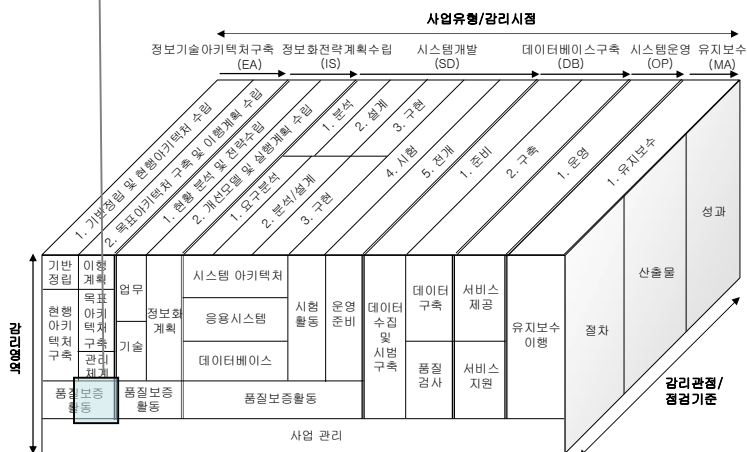 사업유형/감리시점
정보기술아키텍처구축
(EA)
정보화전략계획수립
(IS)
시스템개발
(SD)
데이터베이스구축
(DB)
시스템운영
(OP)
유지보수
(MA)
1. 기반정립 및 현행아키텍처 수립
2. 목표아키텍처 구축 및 이행계획 수립
1. 현황 분석 및 전략수립
2. 개선모델 및 실행계획 수립
1. 분석
2. 설계
3. 구현
1. 요구분석
2. 분석/설계
3. 구현
4. 시험
5. 전개
1. 준비
2. 구축
1. 운영
1. 유지보수
감리영역
기반
정립
이행
계획
현행
아키
텍처
구축
목표
아키
텍처
구축
관리
체계
업무
기술
정보화
계획
시스템 아키텍처
응용시스템
데이터베이스
시험
활동
운영
준비
데이터
수집
및
시범
구축
데이터
구축
품질
검사
서비스
제공
서비스
지원
유지보수
이행
품질보증
활동
품질보증
활동
품질보증활동
사업 관리
절차
산출물
성과
감리관점/
점검기준